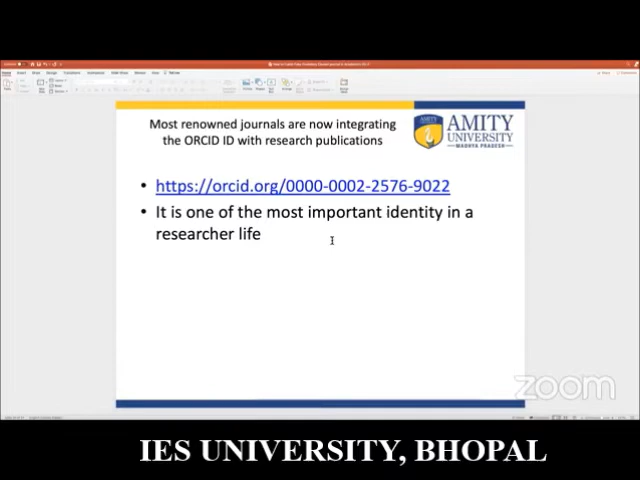 Most renowned journals are now integrating
the ORCID ID with research publications
AMITY
UNIVERSITY
MADHYA PRADESH
• https://orcid.org/0000-0002-2576-9022
• It is one of the most important identity in a
researcher life
zoom
IES UNIVERSITY, BHOPAL